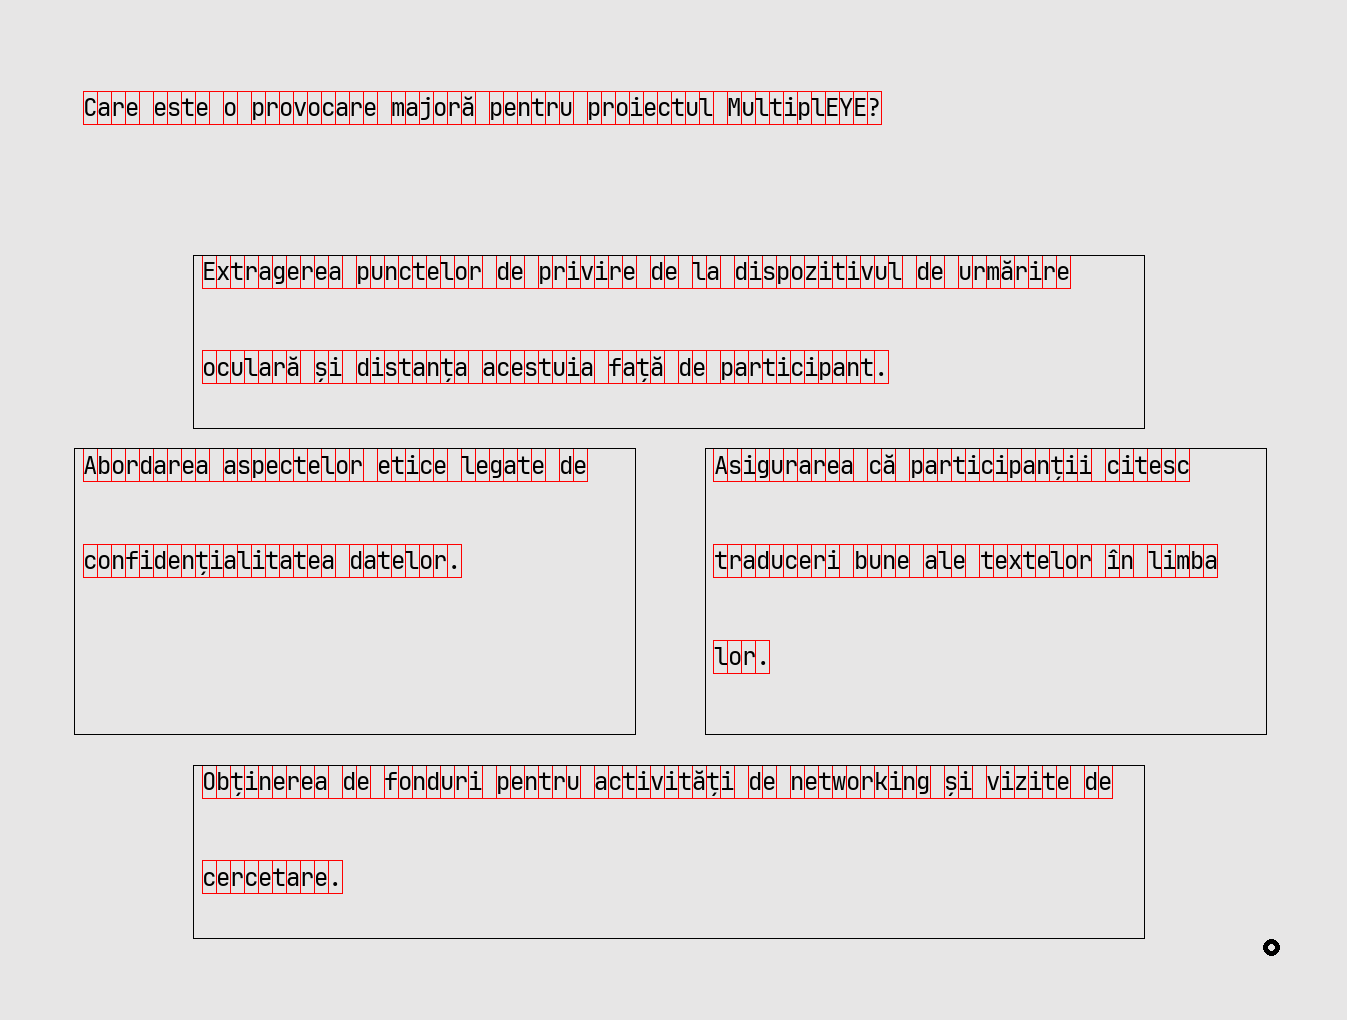 Care este o provocare majoră pentru proiectul MultiplEYE?
Extragerea punctelor de privire de la dispozitivul de urmărire
oculară și distanța acestuia față de participant.
Abordarea aspectelor etice legate de
confidențialitatea datelor.
Asigurarea că participanții citesc
traduceri bune ale textelor în limba
lor.
Obținerea de fonduri pentru activități de networking și vizite de
cercetare.